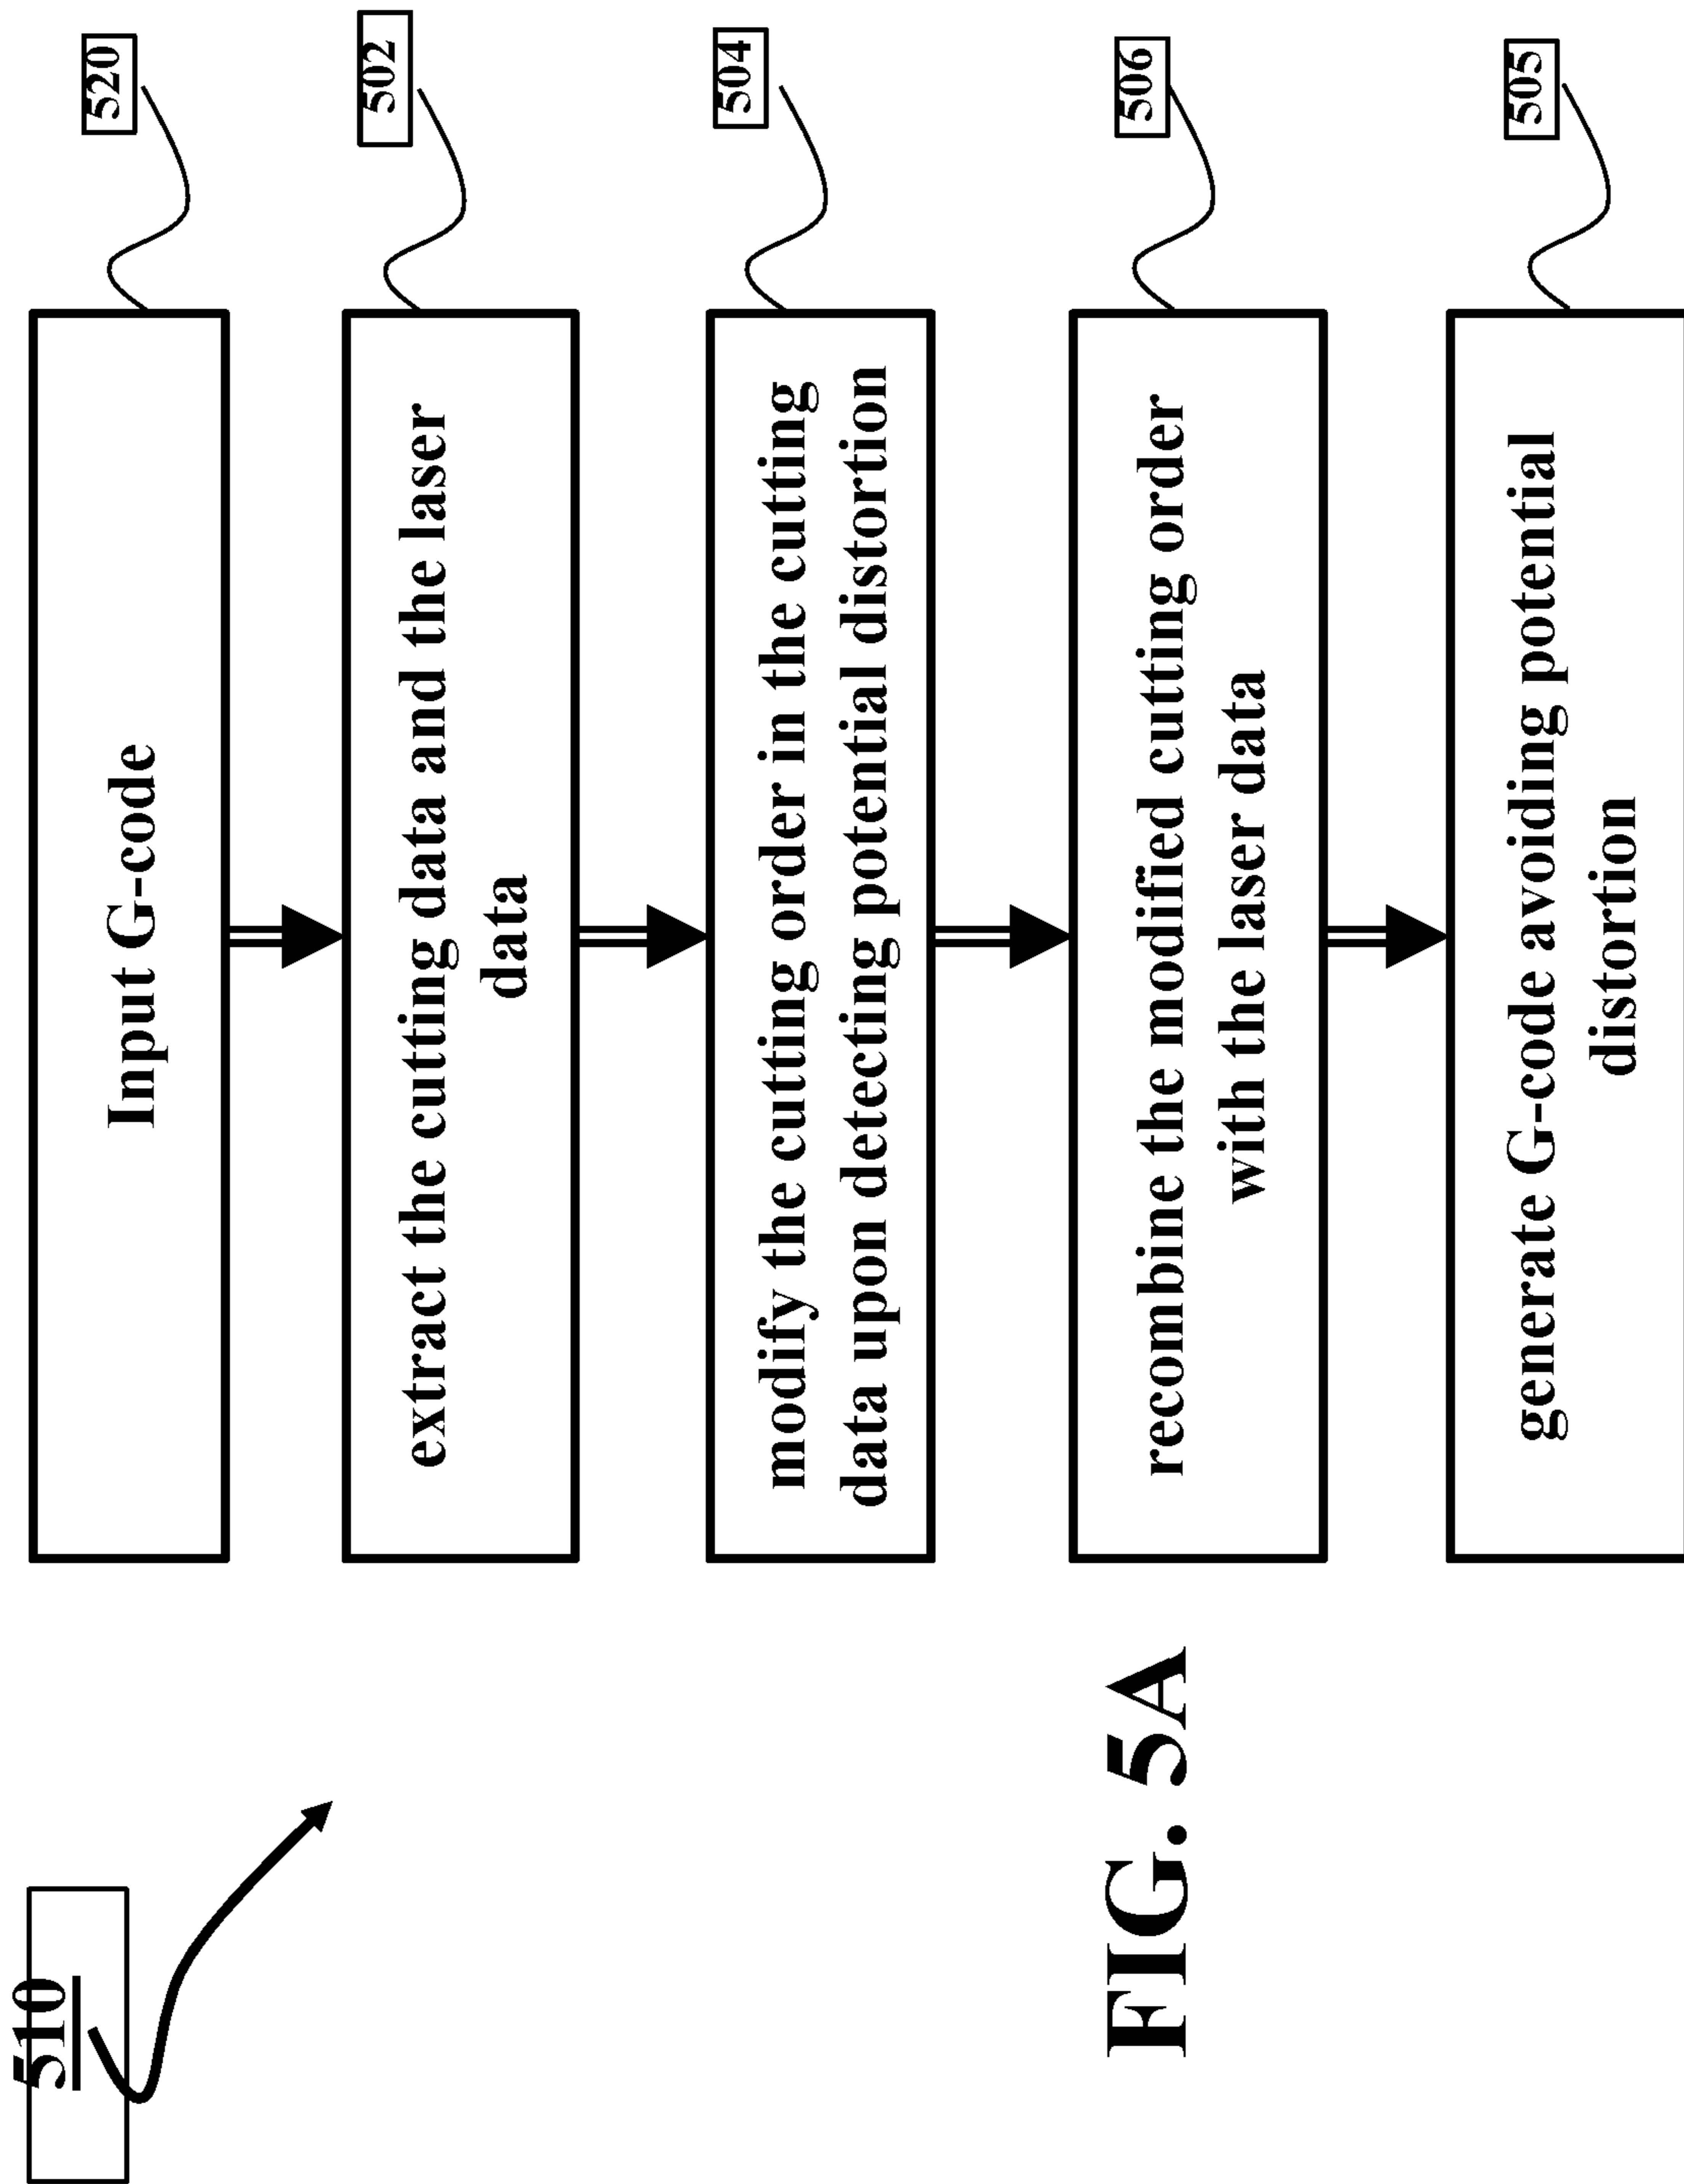 510
Input G-code
520
extract the cutting data and the laser
data
502
modify the cutting order in the cutting
data upon detecting potential distortion
504
recombine the modified cutting order
with the laser data
506
generate G-code avoiding potential
distortion
505
FIG. 5A